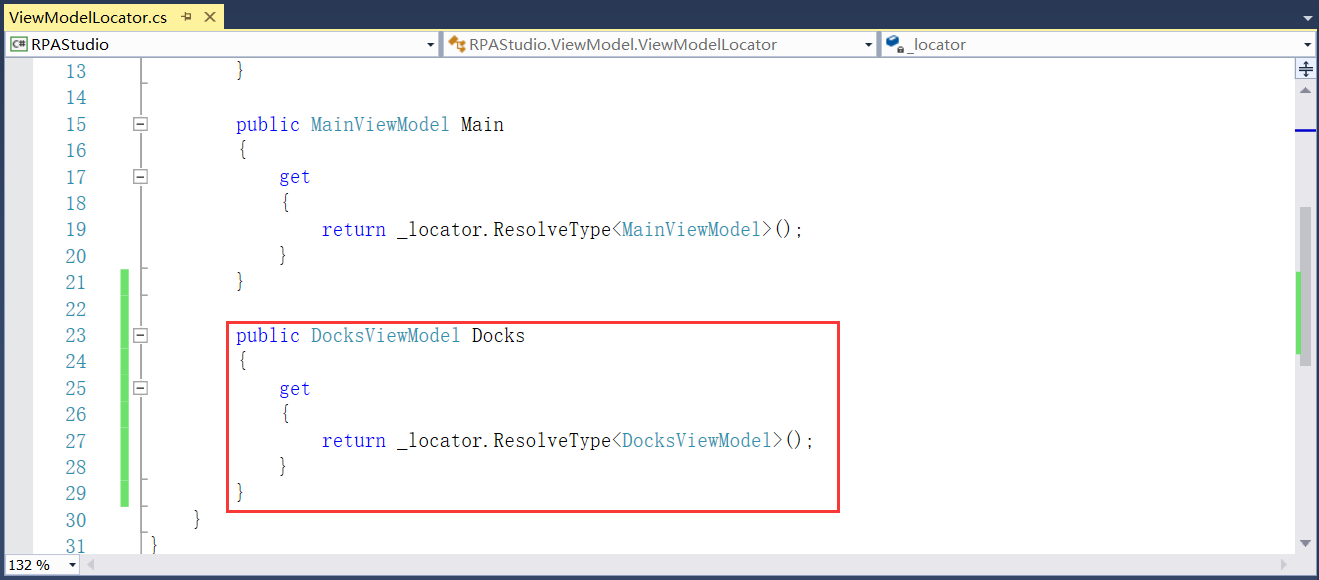 ViewModelLocator.cs
C# RPAStudio RPAStudio.ViewModel.ViewModelLocator _locator
13 }
14
15 public MainViewModel Main
16 {
17 get
18 {
19 return _locator.ResolveType<MainViewModel>();
20 }
21 }
22
23 public DocksViewModel Docks
24 {
25 get
26 {
27 return _locator.ResolveType<DocksViewModel>();
28 }
29 }
30 }
31 }
132 %